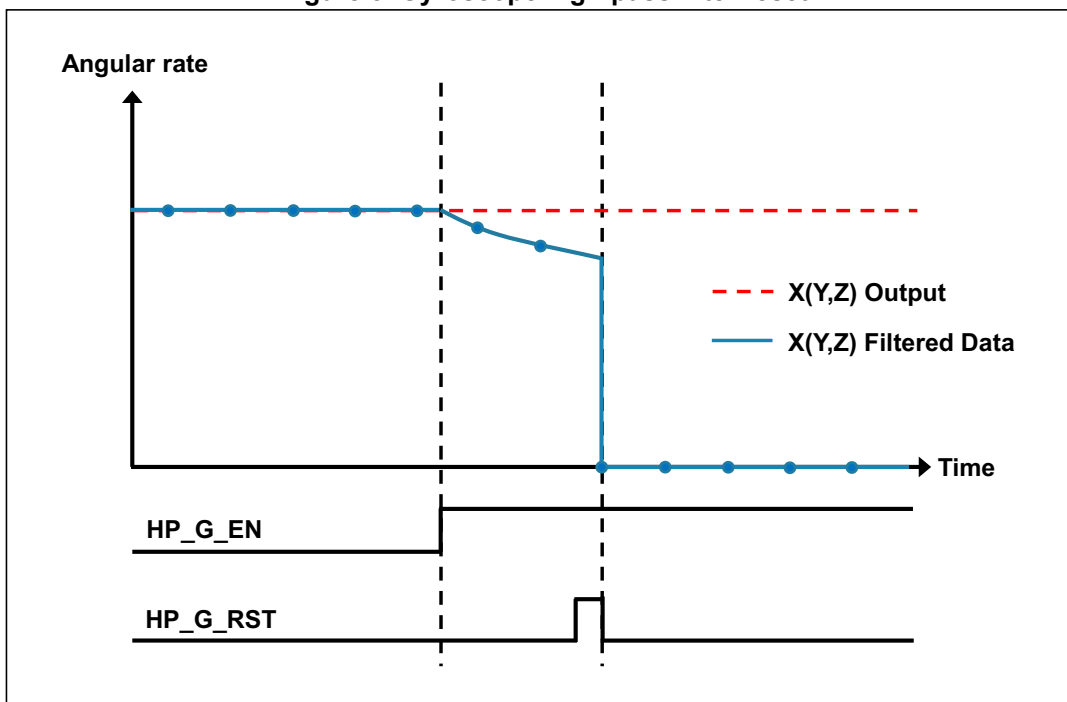 Angular rate
X(Y,Z) Output
X(Y,Z) Filtered Data
Time
HP_G_EN
HP_G_RST